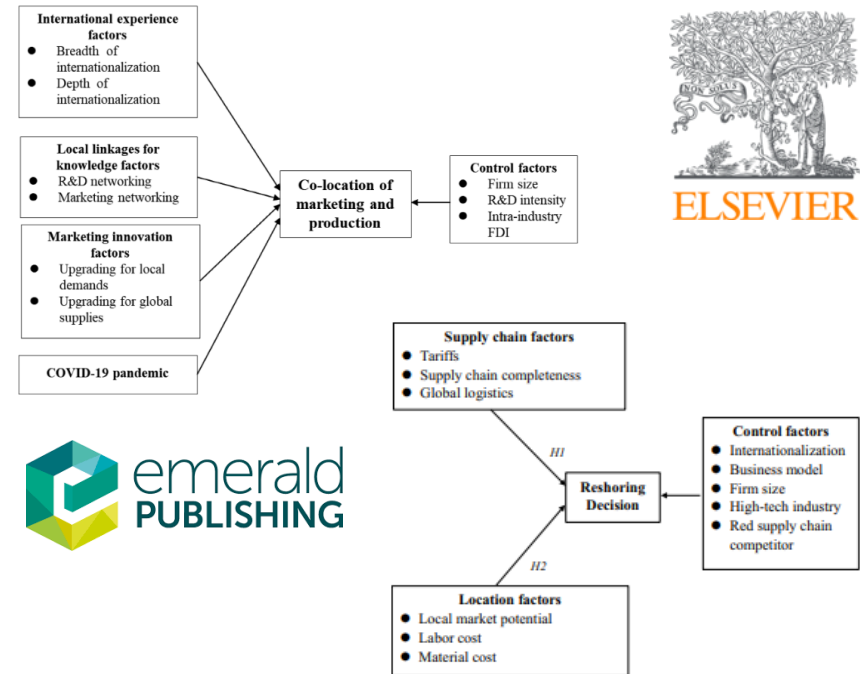 International experience
factors
● Breadth of
internationalization
● Depth of
internationalization
Local linkages for
knowledge factors
● R&D networking
● Marketing networking
Marketing innovation
factors
● Upgrading for local
demands
● Upgrading for global
supplies
COVID-19 pandemic
Co-location of
marketing and
production
Control factors
● Firm size
● R&D intensity
● Intra-industry
FDI
NON SOLUS
ELSEVIER
emerald
PUBLISHING
Supply chain factors
● Tariffs
● Supply chain completeness
● Global logistics
H1
Reshoring
Decision
Control factors
● Internationalization
● Business model
● Firm size
● High-tech industry
● Red supply chain
competitor
H2
Location factors
● Local market potential
● Labor cost
● Material cost